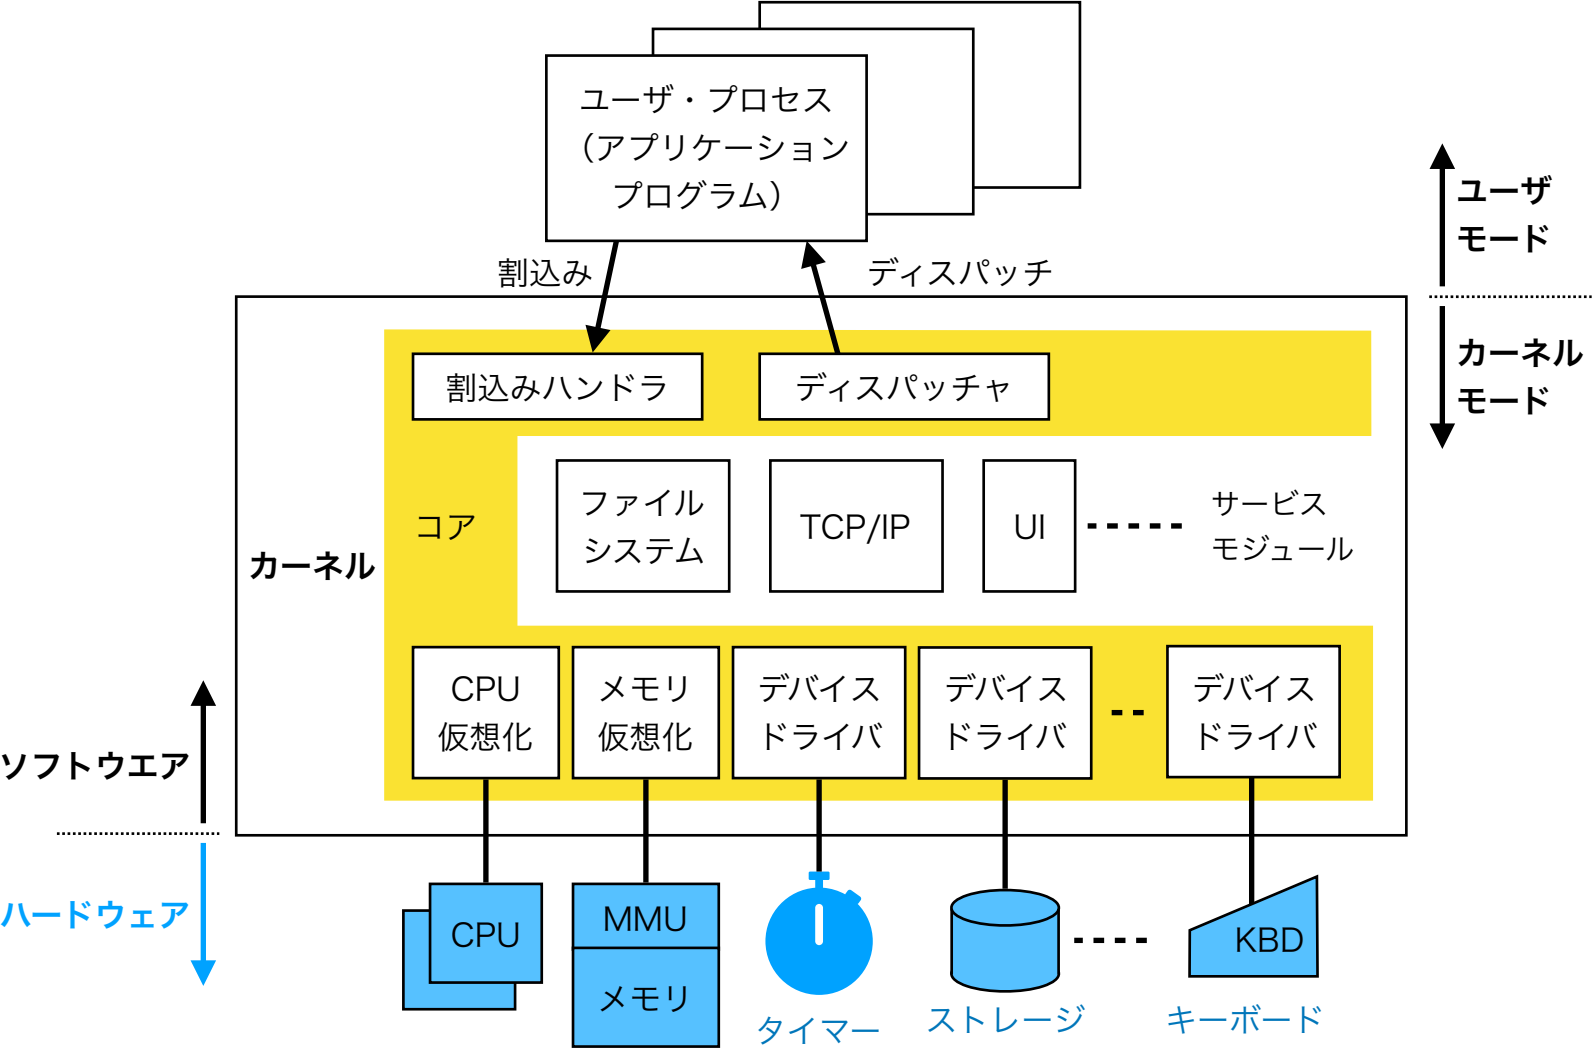 ユーザ・プロセス
（アプリケーション
プログラム）
ユーザ
モード
割込み
ディスパッチ
カーネル
モード
割込みハンドラ
ディスパッチャ
コア
ファイル
システム
TCP/IP
UI
サービス
モジュール
カーネル
CPU
仮想化
メモリ
仮想化
デバイス
ドライバ
デバイス
ドライバ
デバイス
ドライバ
ソフトウエア
ハードウェア
CPU
MMU
メモリ
KBD
タイマー
ストレージ
キーボード